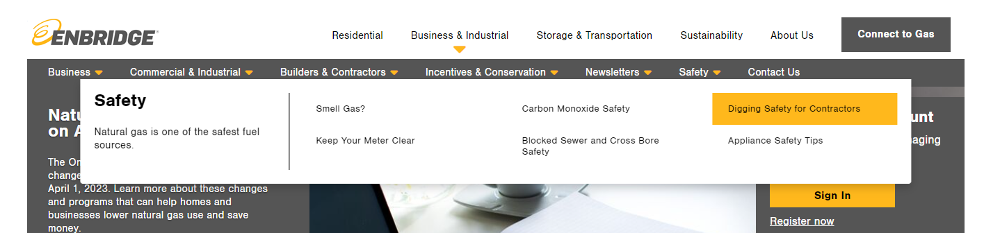 ENBRIDGE
Residential
Business & Industrial
Storage & Transportation
Sustainability
About Us
Connect to Gas
Business
Commercial & Industrial
Builders & Contractors
Incentives & Conservation
Newsletters
Safety
Contact Us
Safety
Natural gas is one of the safest fuel
sources.
Smell Gas?
Carbon Monoxide Safety
Digging Safety for Contractors
Keep Your Meter Clear
Blocked Sewer and Cross Bore
Safety
Appliance Safety Tips
on
The
change
April 1, 2023. Learn more about these changes
and programs that can help homes and
businesses lower natural gas use and save
money.
Sign In
Register now